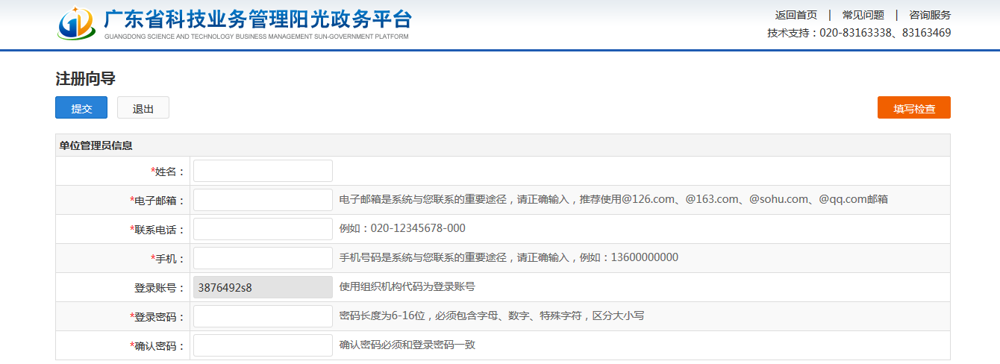 广东省科技业务管理阳光政务平台
GUANGDONG SCIENCE AND TECHNOLOGY BUSINESS MANAGEMENT SUN-GOVERNMENT PLATFORM
返回首页 | 常见问题 | 咨询服务
技术支持：020-83163338、83163469
注册向导
提交 退出 填写检查
单位管理员信息
*姓名：
*电子邮箱： 电子邮箱是系统与您联系的重要途径，请正确输入，推荐使用@126.com、@163.com、@sohu.com、@qq.com邮箱
*联系电话： 例如：020-12345678-000
*手机： 手机号码是系统与您联系的重要途径，请正确输入，例如：13600000000
登录账号： 3876492s8 使用组织机构代码为登录账号
*登录密码： 密码长度为6-16位，必须包含字母、数字、特殊字符，区分大小写
*确认密码： 确认密码必须和登录密码一致